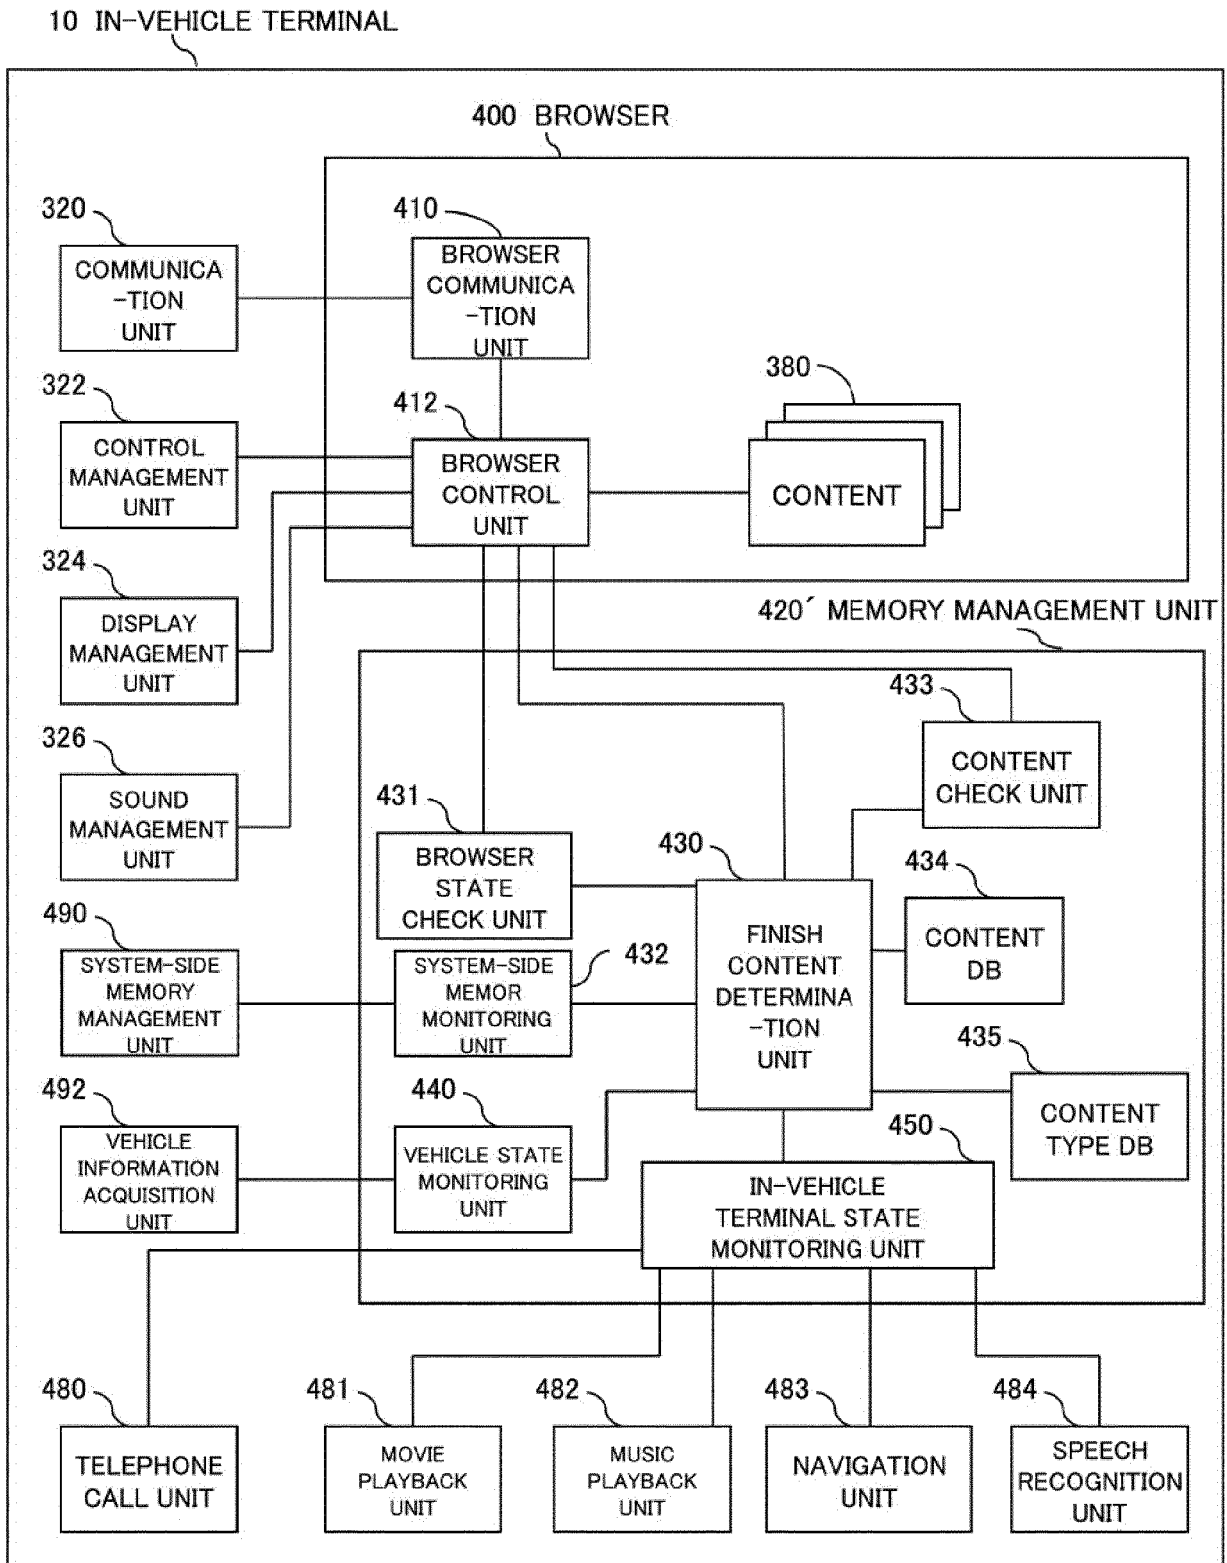 10 IN-VEHICLE TERMINAL
400 BROWSER
320
COMMUNICA
-TION
UNIT
410
BROWSER
COMMUNICA
-TION
UNIT
380
CONTENT
322
CONTROL
MANAGEMENT
UNIT
412
BROWSER
CONTROL
UNIT
324
DISPLAY
MANAGEMENT
UNIT
420´ MEMORY MANAGEMENT UNIT
433
CONTENT
CHECK UNIT
326
SOUND
MANAGEMENT
UNIT
431
BROWSER
STATE
CHECK UNIT
430
FINISH
CONTENT
DETERMINA
-TION
UNIT
434
CONTENT
DB
490
SYSTEM-SIDE
MEMORY
MANAGEMENT
UNIT
432
SYSTEM-SIDE
MEMOR
MONITORING
UNIT
435
CONTENT
TYPE DB
492
VEHICLE
INFORMATION
ACQUISITION
UNIT
440
VEHICLE STATE
MONITORING
UNIT
450
IN-VEHICLE
TERMINAL STATE
MONITORING UNIT
480
TELEPHONE
CALL UNIT
481
MOVIE
PLAYBACK
UNIT
482
MUSIC
PLAYBACK
UNIT
483
NAVIGATION
UNIT
484
SPEECH
RECOGNITION
UNIT